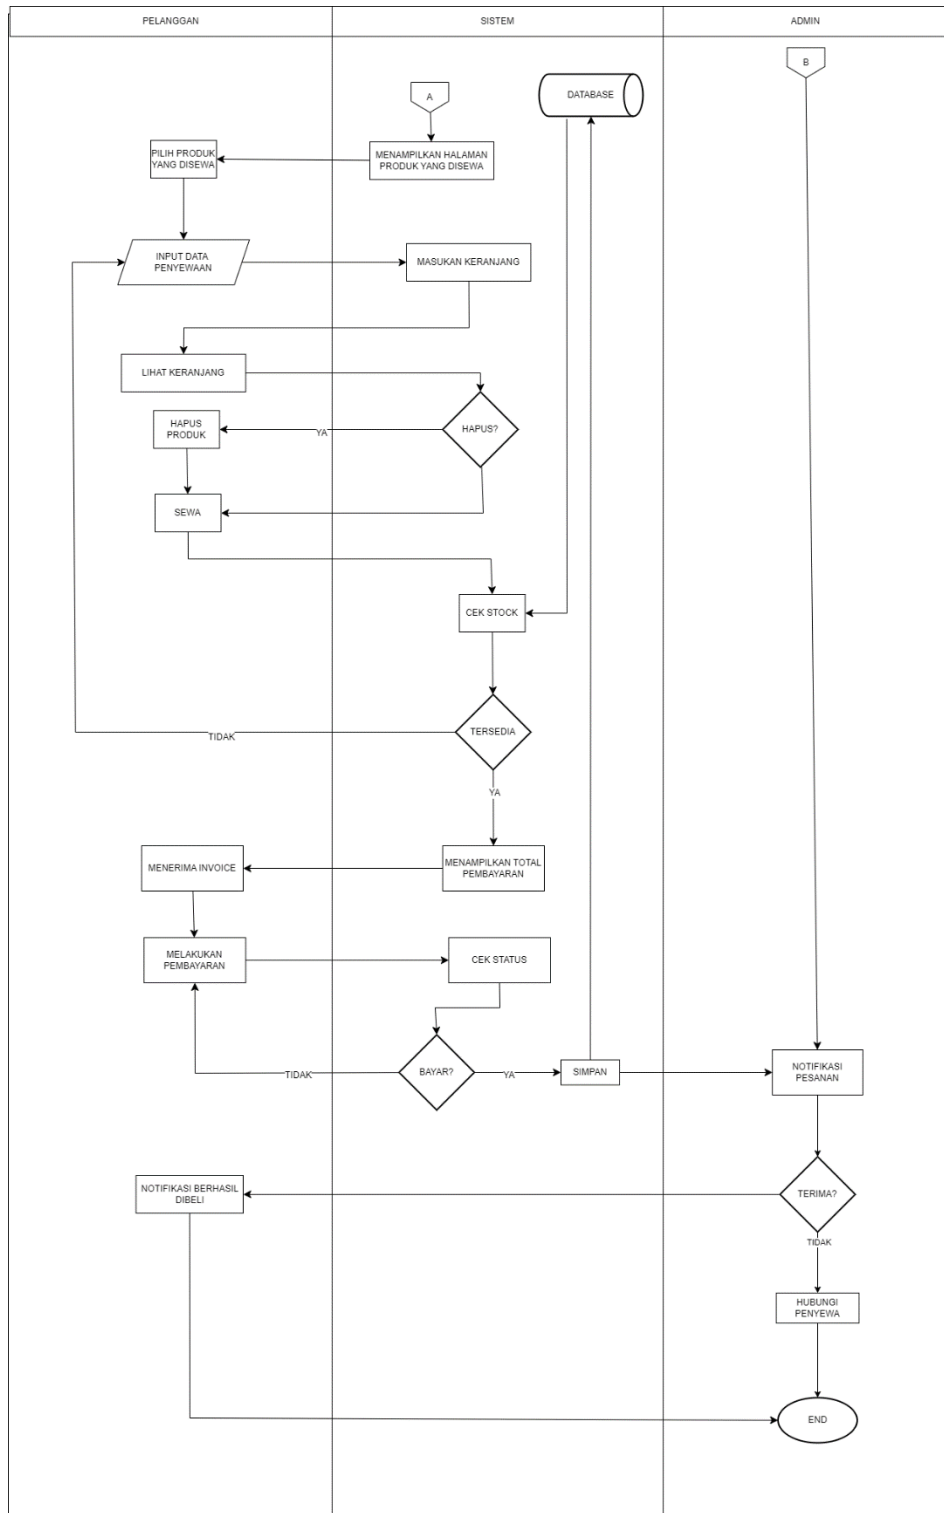 PELANGGAN
SISTEM
ADMIN
B
DATABASE
A
PILIH PRODUK
YANG DISEWA
MENAMPILKAN HALAMAN
PRODUK YANG DISEWA
INPUT DATA
PENYEWAAN
MASUKAN KERANJANG
LIHAT KERANJANG
HAPUS
PRODUK
YA
HAPUS?
SEWA
CEK STOCK
TERSEDIA
TIDAK
YA
MENERIMA INVOICE
MENAMPILKAN TOTAL
PEMBAYARAN
MELAKUKAN
PEMBAYARAN
CEK STATUS
TIDAK
BAYAR?
YA
SIMPAN
NOTIFIKASI
PESANAN
NOTIFIKASI BERHASIL
DIBELI
TERIMA?
TIDAK
HUBUNGI
PENYEWA
END